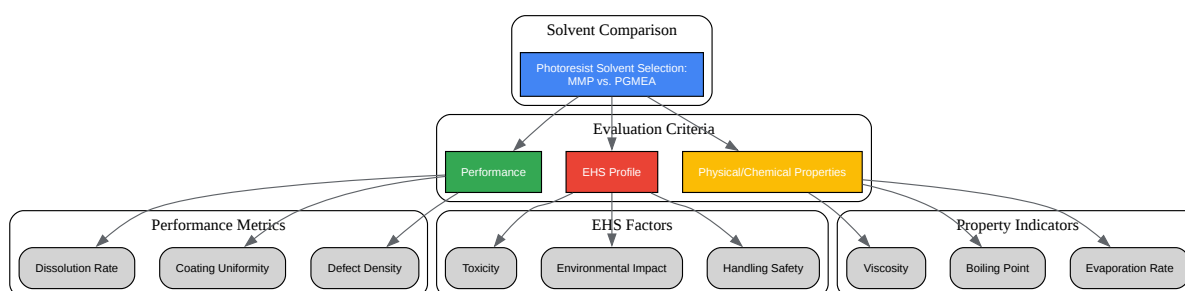 Solvent Comparison
Photoresist Solvent Selection:
MMP vs. PGMEA
Evaluation Criteria
Performance
EHS Profile
Physical/Chemical Properties
Performance Metrics
EHS Factors
Property Indicators
Dissolution Rate
Coating Uniformity
Defect Density
Toxicity
Environmental Impact
Handling Safety
Viscosity
Boiling Point
Evaporation Rate